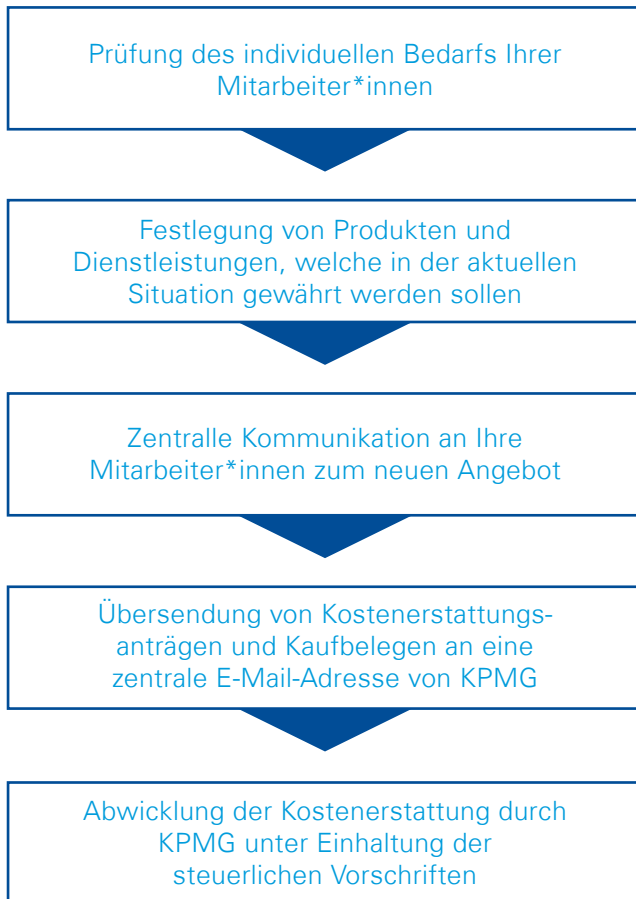 Prüfung des individuellen Bedarfs Ihrer
Mitarbeiter*innen
Festlegung von Produkten und
Dienstleistungen, welche in der aktuellen
Situation gewährt werden sollen
Zentralle Kommunikation an Ihre
Mitarbeiter*innen zum neuen Angebot
Übersendung von Kostenerstattungs-
anträgen und Kaufbelegen an eine
zentrale E-Mail-Adresse von KPMG
Abwicklung der Kostenerstattung durch
KPMG unter Einhaltung der
steuerlichen Vorschriften